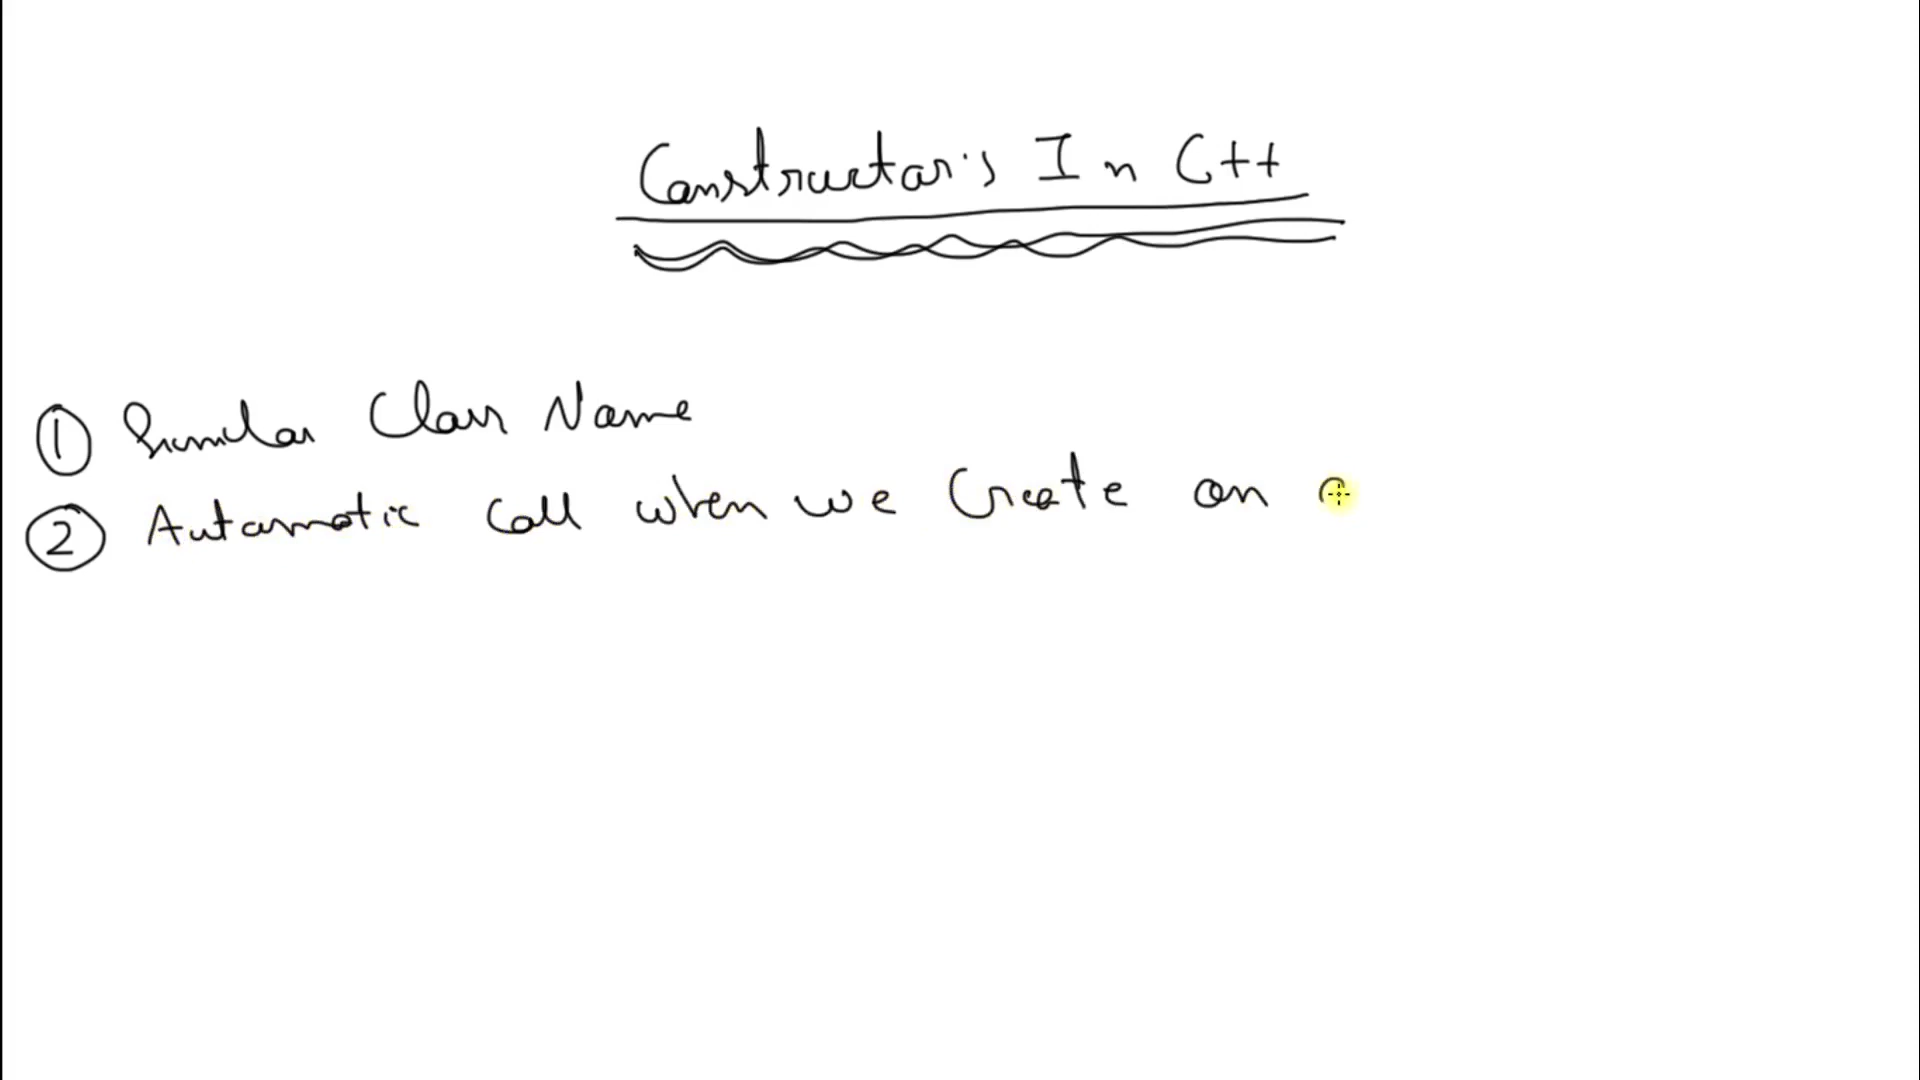 Constructor's In C++
① Similar Class Name
② Automatic Call when we Create an